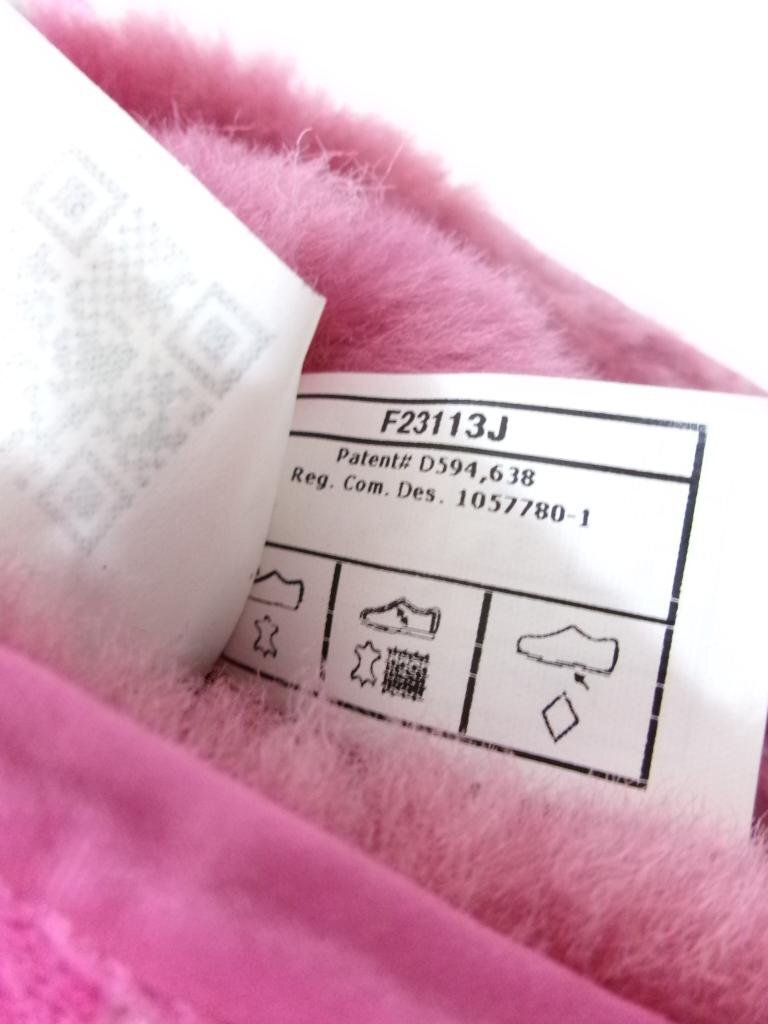 F23113J
Patent# D594,638
Reg. Com. Des. 1057780-1